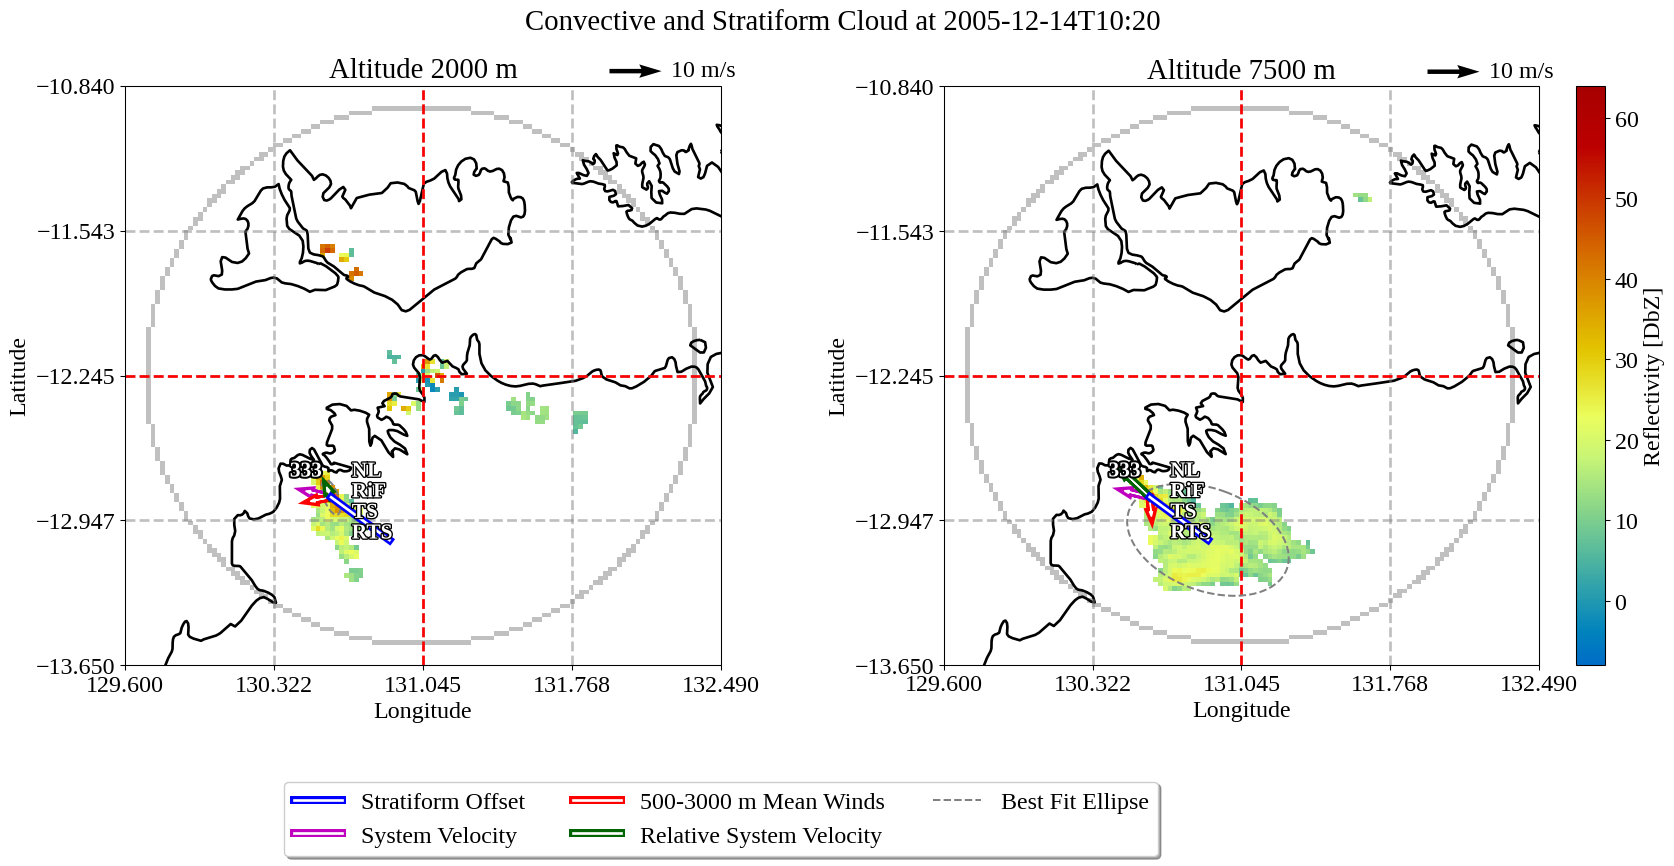 Convective and Stratiform Cloud at 2005-12-14T10:20
Altitude 2000 m
10 m/s
−10.840
−11.543
−12.245
−12.947
−13.650
Latitude
129.600
130.322
131.045
131.768
132.490
Longitude
333
NL
RiF
TS
RTS
Altitude 7500 m
10 m/s
−10.840
−11.543
−12.245
−12.947
−13.650
Latitude
129.600
130.322
131.045
131.768
132.490
Longitude
333
NL
RiF
TS
RTS
60
50
40
30
20
10
0
Reflectivity [DbZ]
Stratiform Offset
System Velocity
500-3000 m Mean Winds
Relative System Velocity
Best Fit Ellipse